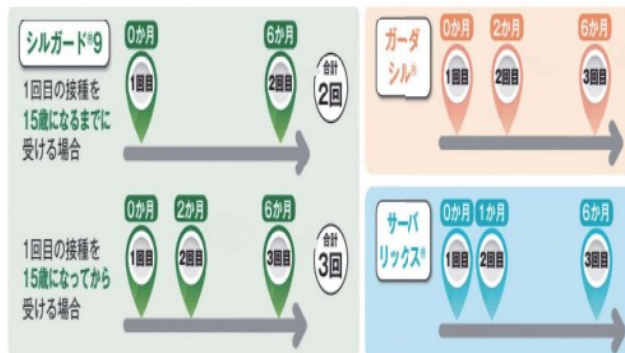 シルガード®9
1回目の接種を
15歳になるまでに
受ける場合
0か月
6か月
1回目
2回目
合計
2回
1回目の接種を
15歳になってから
受ける場合
0か月 2か月
6か月
1回目
2回目
3回目
合計
3回
ガーダ
シル®
0か月
2か月
6か月
1回目
2回目
3回目
サーバ
リックス®
0か月 1か月
6か月
1回目
2回目
3回目